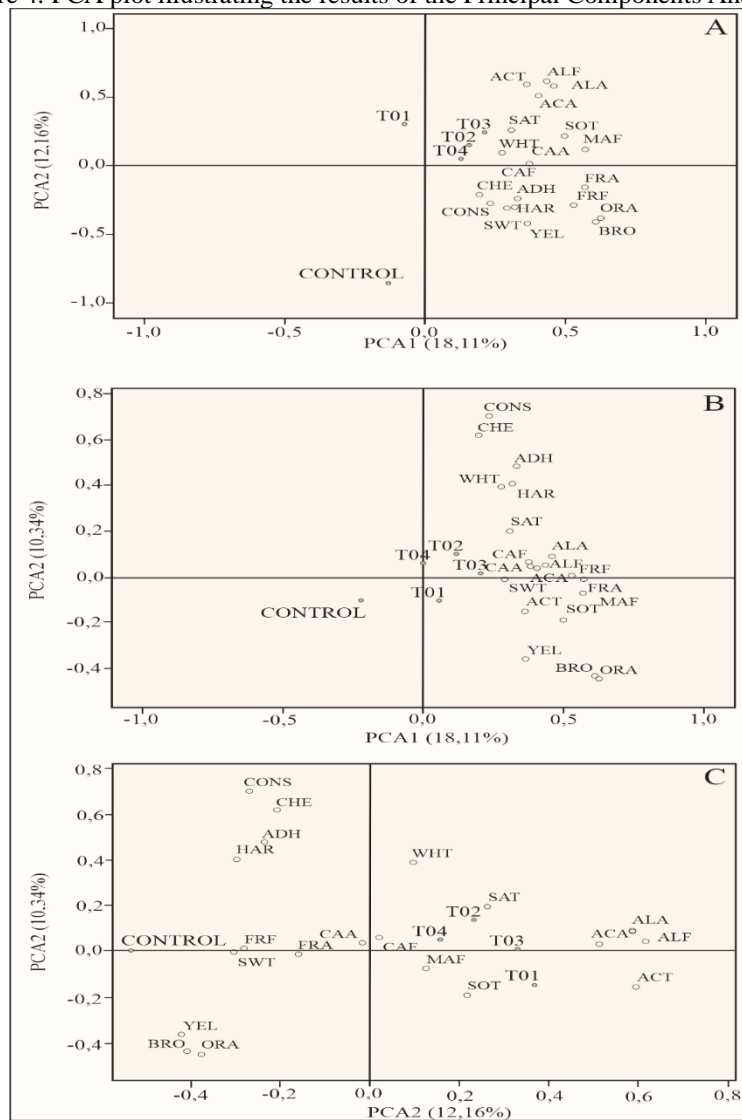 e 4. PCA plot illustrating the results of the Principal Components Ana
A
1,0
0,5
0,0
-0,5
-1,0
PCA2 (12,16%)
ACT ALF ALA
ACA
T01
T03 SAT SOT
T02 WHT MAF
T04 CAA
CAF FRA
CHE ADH FRF
CONS HAR ORA
SWT YEL BRO
CONTROL
-1,0 -0,5 0,0 0,5 1,0
PCA1 (18,11%)
B
0,8
0,6
0,4
0,2
0,0
-0,2
-0,4
PCA2 (10,34%)
CONS
CHE
ADH
WHT
HAR
SAT
T04 T02 CAF ALA
T03 CAA ALF FRF
ACA
SWT FRA
CONTROL T01 ACT MAF
SOT
YEL
BRO ORA
-1,0 -0,5 0,0 0,5 1,0
PCA1 (18,11%)
C
0,8
0,6
0,4
0,2
0,0
-0,2
-0,4
PCA2 (10,34%)
CONS
CHE
ADH
HAR
WHT
SAT
T02
CONTROL FRF CAA T04 ACA ALA
SWT FRA CAF T03 ALF
MAF
SOT T01 ACT
YEL
BRO ORA
-0,4 -0,2 0,0 0,2 0,4 0,6 0,8
PCA2 (12,16%)